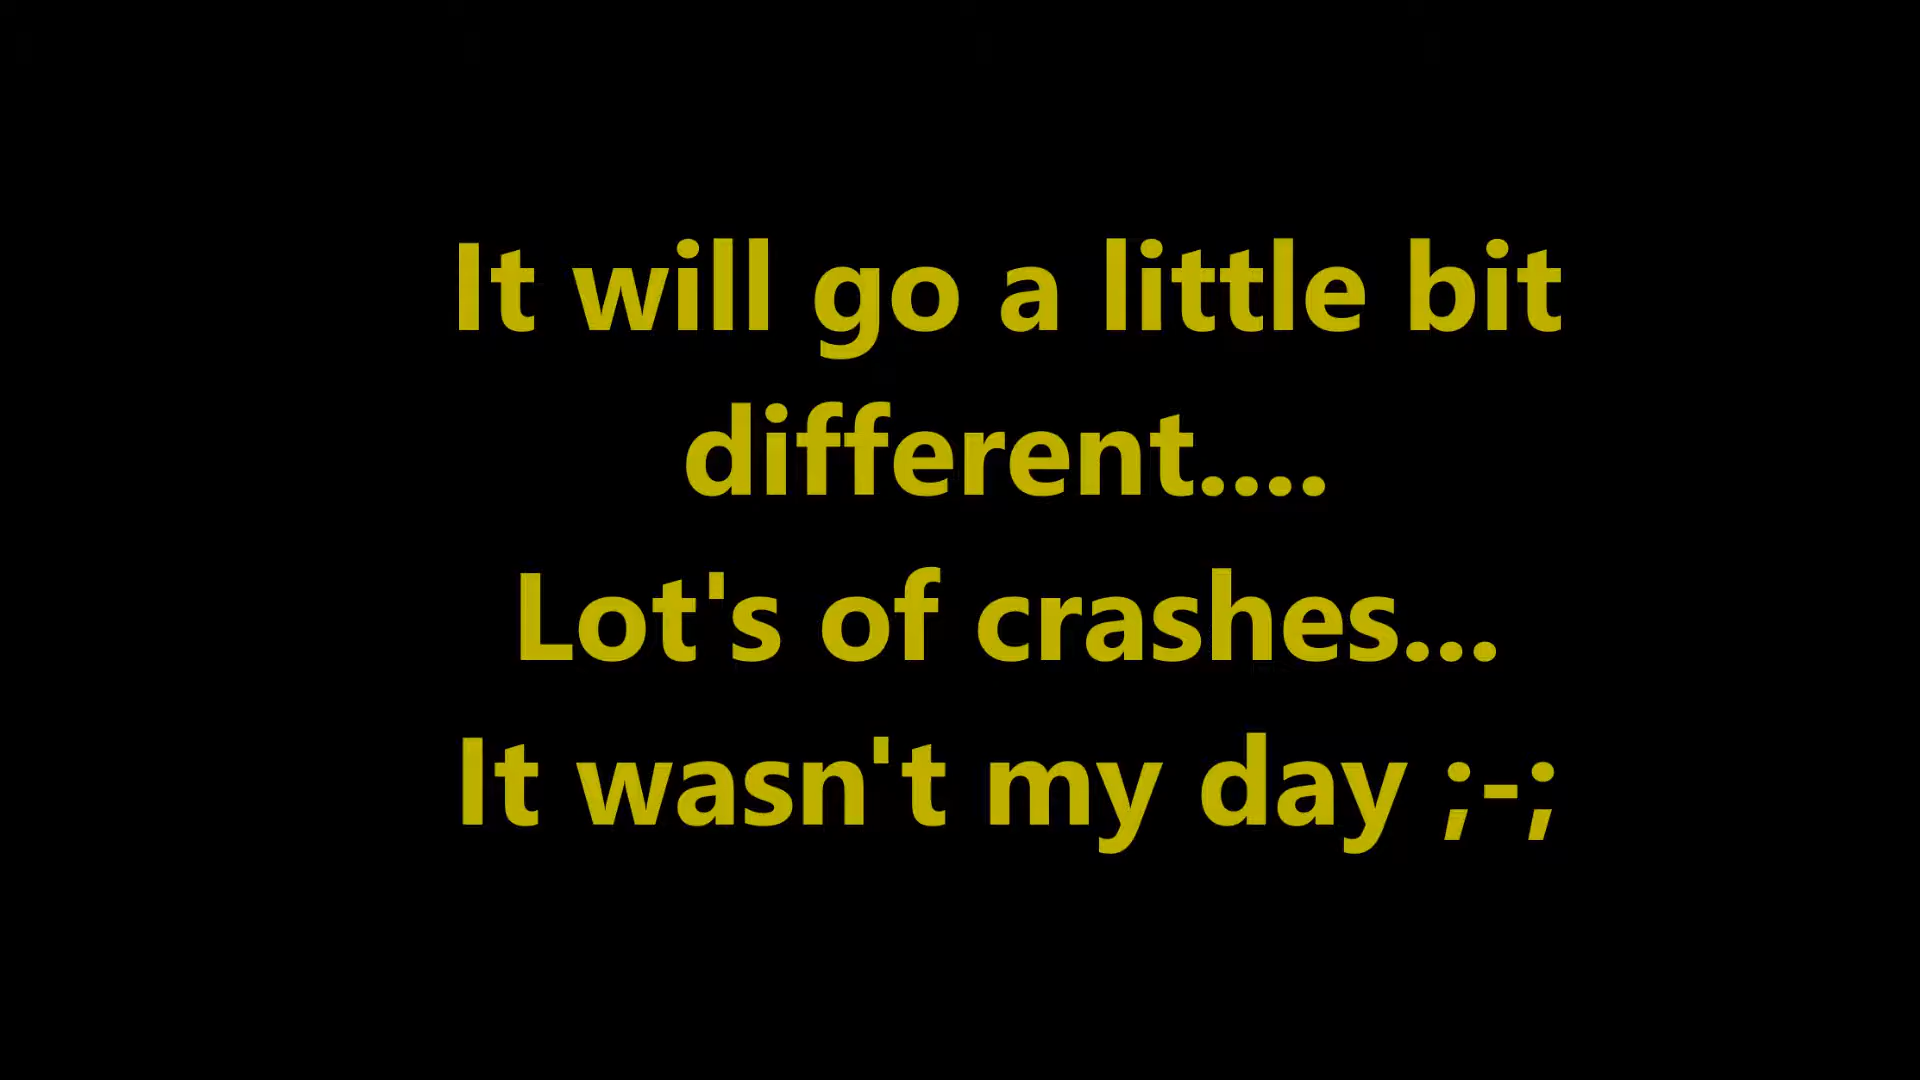 It will go a little bit
different....
Lot's of crashes...
It wasn't my day ;-;